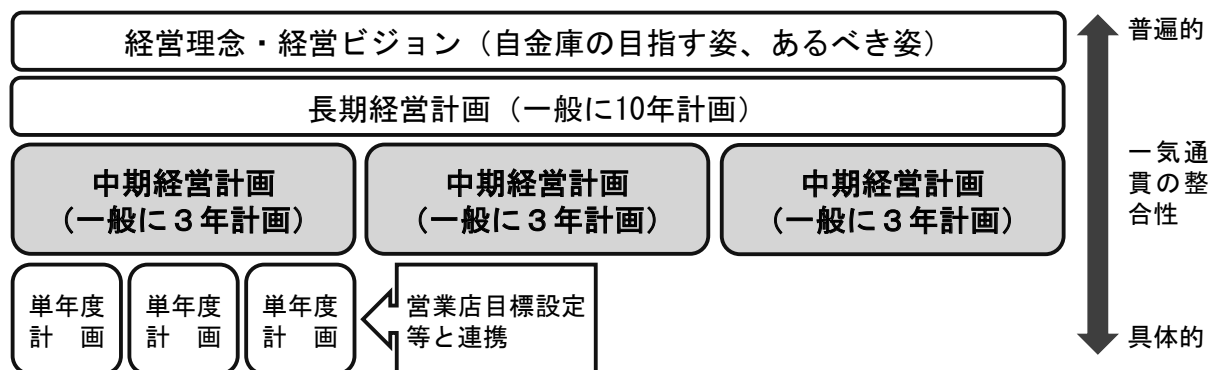 経営理念・経営ビジョン（自金庫の目指す姿、あるべき姿）
普遍的
長期経営計画（一般に10年計画）
中期経営計画
（一般に３年計画）
中期経営計画
（一般に３年計画）
中期経営計画
（一般に３年計画）
一気通
貫の整
合性
単年度
計　画
単年度
計　画
単年度
計　画
営業店目標設定
等と連携
具体的